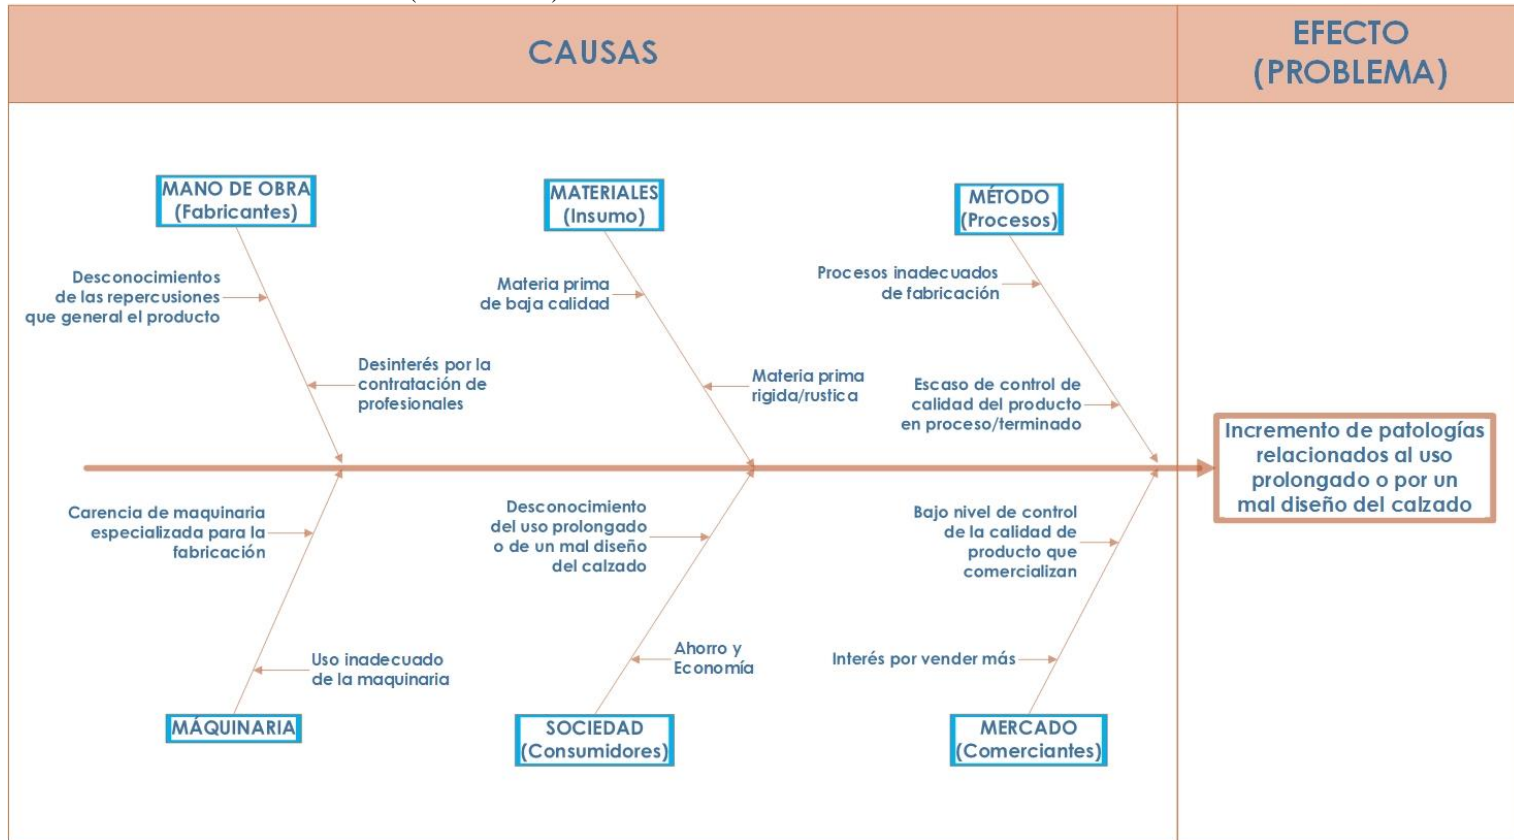 CAUSAS
EFECTO
(PROBLEMA)
MANO DE OBRA
(Fabricantes)
MATERIALES
(Insumo)
MÉTODO
(Procesos)
Desconocimientos
de las repercusiones
que general el producto
Desinterés por la
contratación de
profesionales
Materia prima
de baja calidad
Materia prima
rigida/rustica
Procesos inadecuados
de fabricación
Escaso de control de
calidad del producto
en proceso/terminado
Incremento de patologías
relacionados al uso
prolongado o por un
mal diseño del calzado
Carencia de maquinaria
especializada para la
fabricación
Uso inadecuado
de la maquinaria
Desconocimiento
del uso prolongado
o de un mal diseño
del calzado
Ahorro y
Economía
Bajo nivel de control
de la calidad de
producto que
comercializan
Interés por vender más
MÁQUINARIA
SOCIEDAD
(Consumidores)
MERCADO
(Comerciantes)